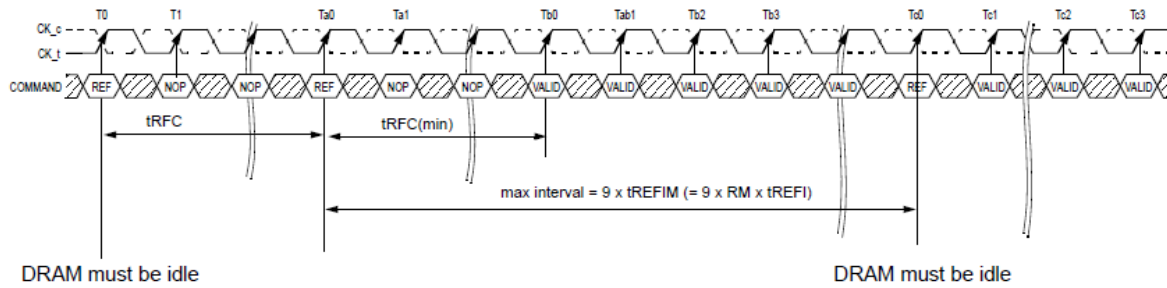 T0 T1 Ta0 Ta1 Tb0 Tab1 Tb2 Tb3 Tc0 Tc1 Tc2 Tc3
CK_c
CK_t
COMMAND REF NOP NOP REF NOP NOP VALID VALID VALID VALID VALID REF VALID VALID VALID
tRFC tRFC(min)
max interval = 9 x tREFIM (= 9 x RM x tREFI)
DRAM must be idle DRAM must be idle